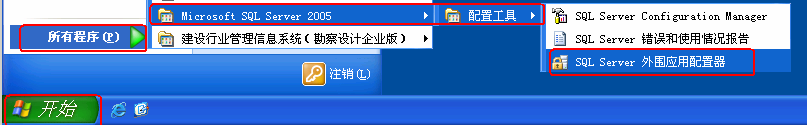 Microsoft SQL Server 2005
配置工具
SQL Server Configuration Manager
SQL Server 错误和使用情况报告
SQL Server 外围应用配置器
所有程序(P)
建设行业管理信息系统(勘察设计企业版)
注销(L)
开始